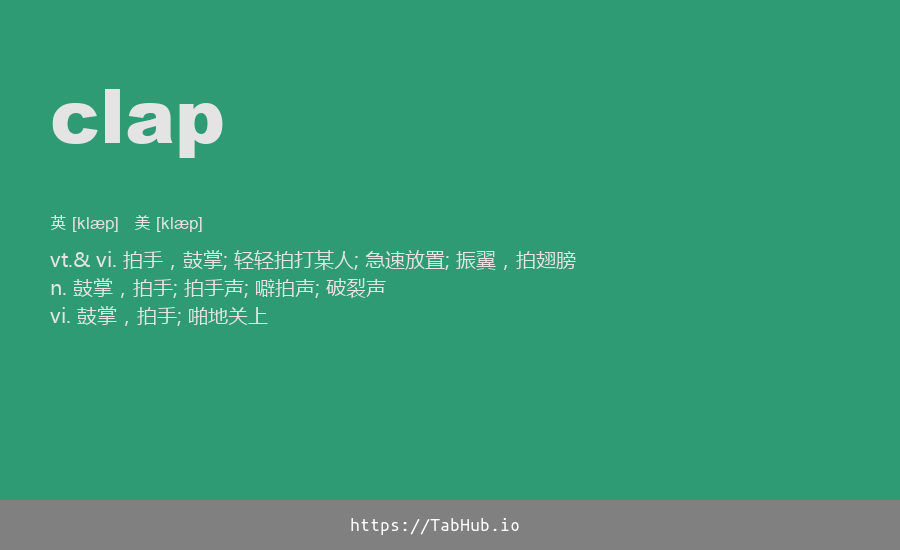 clap
英 [klæp] 美 [klæp]
vt.& vi. 拍手，鼓掌; 轻轻拍打某人; 急速放置; 振翼，拍翅膀
n. 鼓掌，拍手; 拍手声; 噼拍声; 破裂声
vi. 鼓掌，拍手; 啪地关上
https://TabHub.io